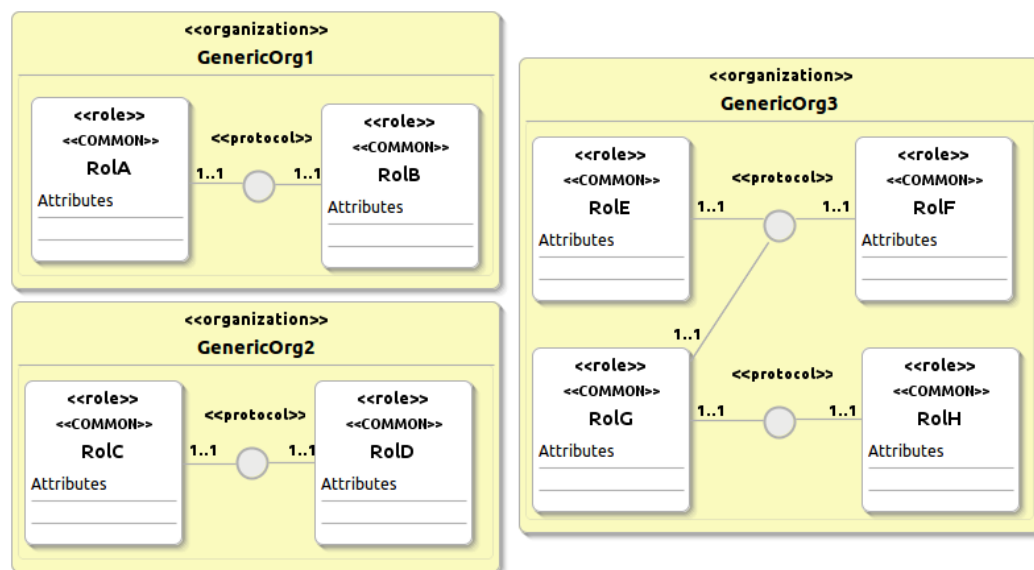 <<organization>>
GenericOrg1
<<role>>
<<COMMON>>
RolA
Attributes
<<protocol>>
1..1
1..1
<<role>>
<<COMMON>>
RolB
Attributes
<<organization>>
GenericOrg2
<<role>>
<<COMMON>>
RolC
Attributes
<<protocol>>
1..1
1..1
<<role>>
<<COMMON>>
RolD
Attributes
<<organization>>
GenericOrg3
<<role>>
<<COMMON>>
RolE
Attributes
<<protocol>>
1..1
1..1
<<role>>
<<COMMON>>
RolF
Attributes
1..1
<<role>>
<<COMMON>>
RolG
Attributes
<<protocol>>
1..1
1..1
<<role>>
<<COMMON>>
RolH
Attributes